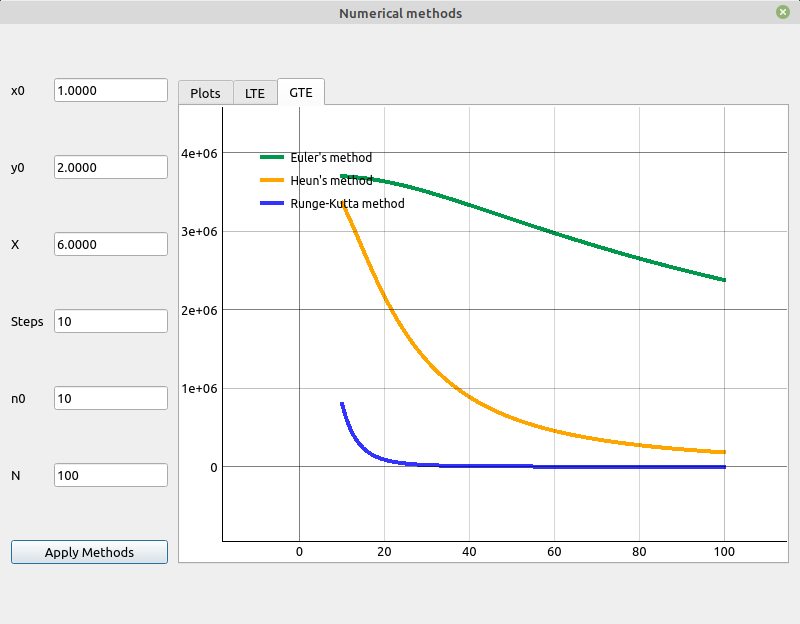 Numerical methods
x0 1.0000
y0 2.0000
X 6.0000
Steps 10
n0 10
N 100
Apply Methods
Plots LTE GTE
Euler's method
Heun's method
Runge-Kutta method
4e+06
3e+06
2e+06
1e+06
0
0 20 40 60 80 100